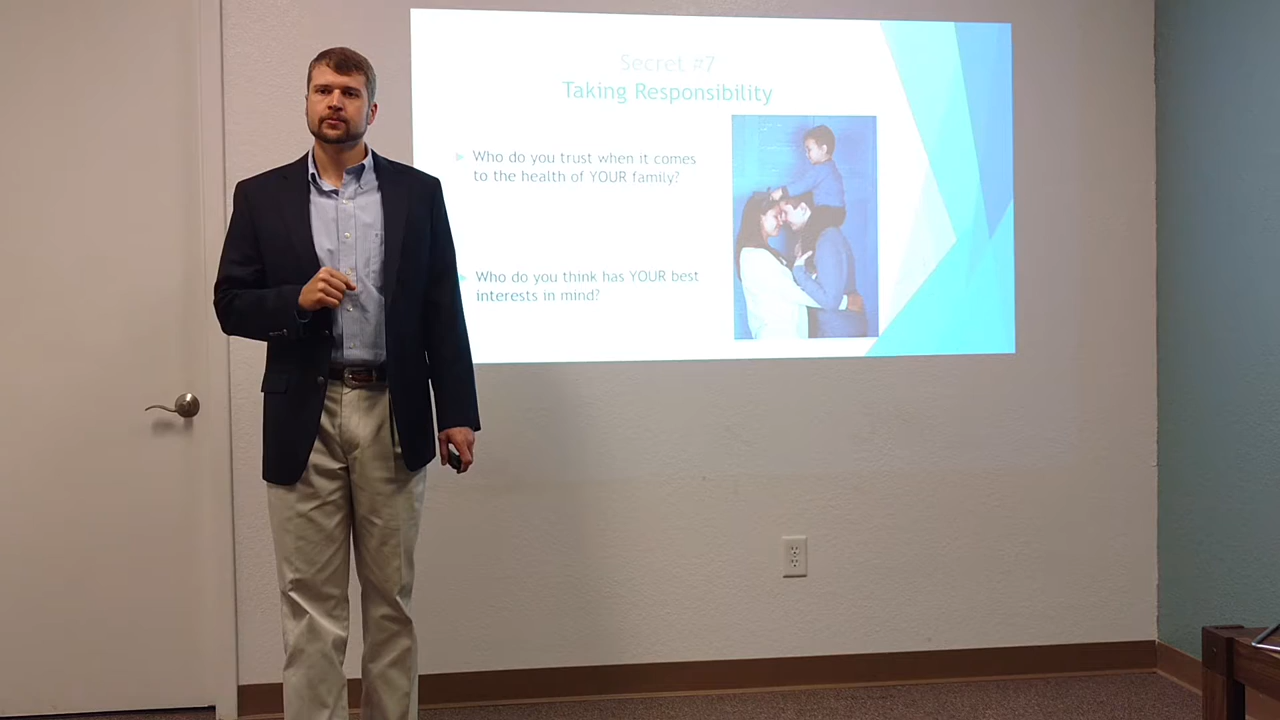 Secret #7
Taking Responsibility
Who do you trust when it comes
to the health of YOUR family?
Who do you think has YOUR best
interests in mind?